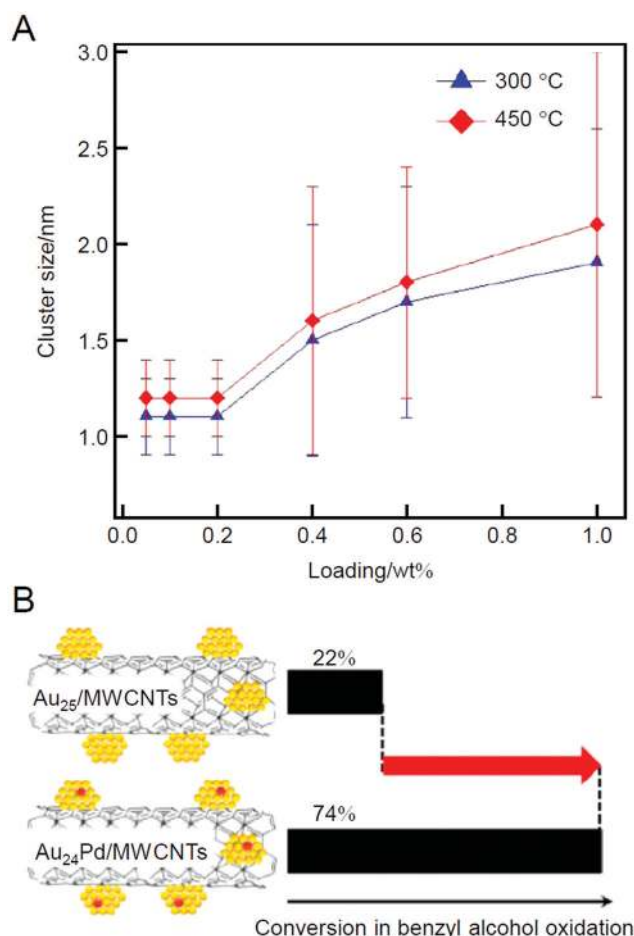 A
3.0
2.5
2.0
1.5
1.0
Cluster size/nm
300 °C
450 °C
0.0 0.2 0.4 0.6 0.8 1.0
Loading/wt%
B
22%
Au₂₅/MWCNTs
74%
Au₂₄Pd/MWCNTs
Conversion in benzyl alcohol oxidation